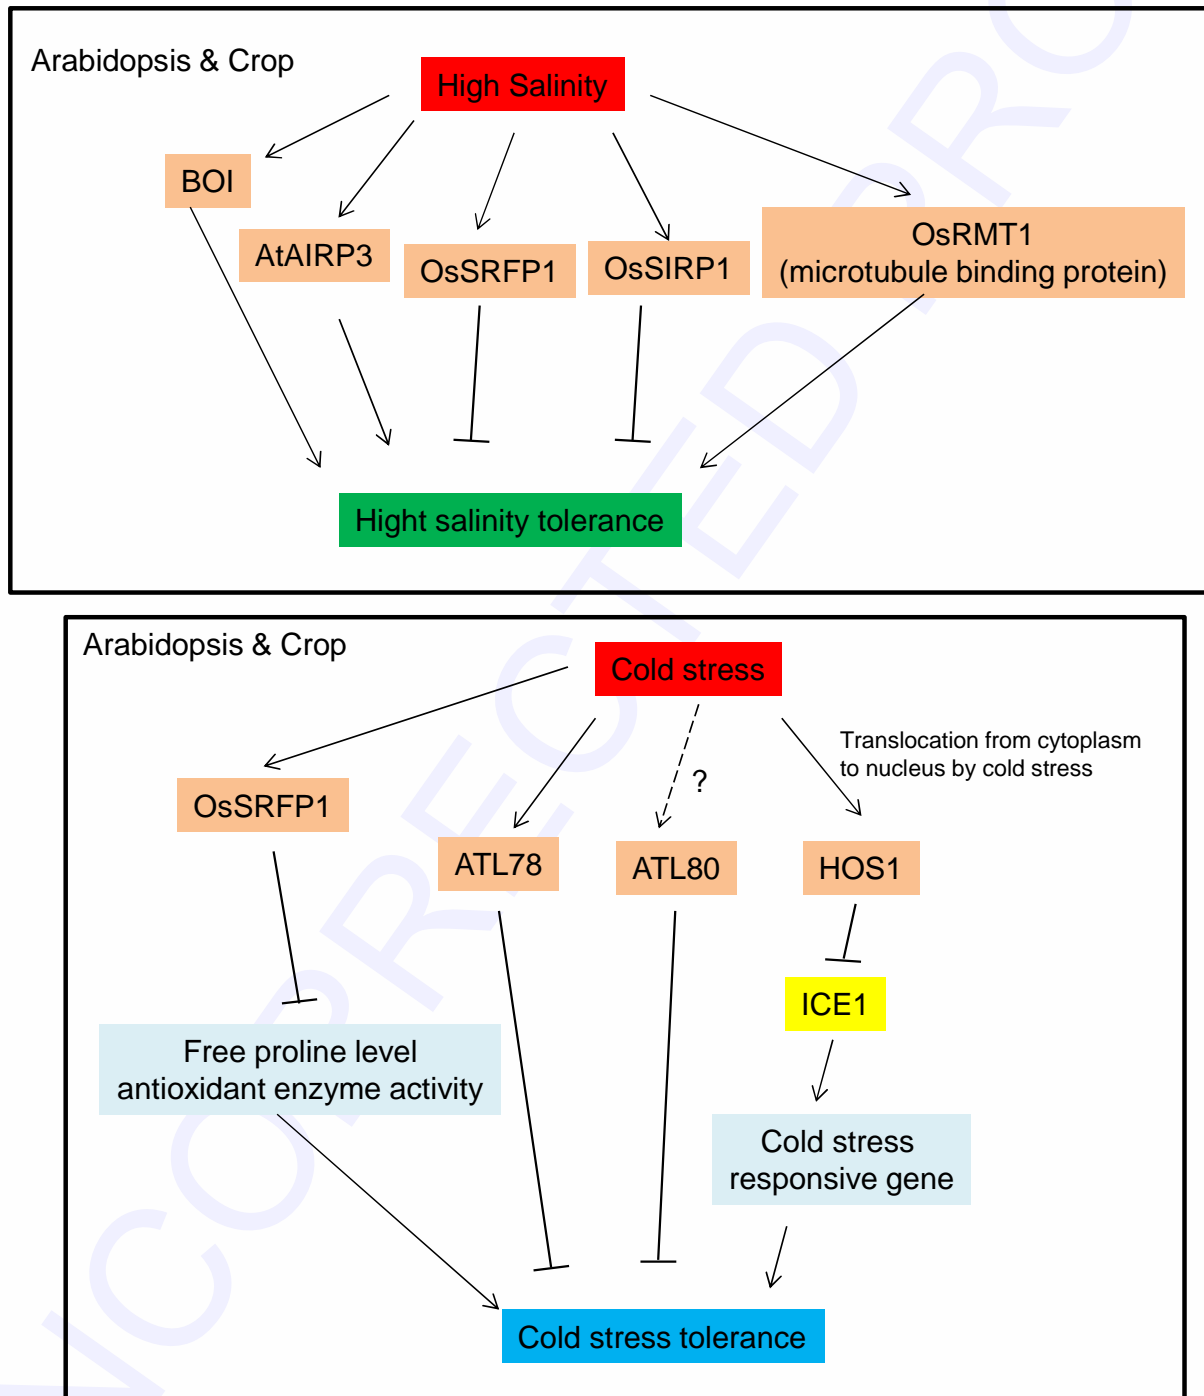 Arabidopsis & Crop
High Salinity
BOI
AtAIRP3
OsSRFP1
OsSIRP1
OsRMT1
(microtubule binding protein)
Hight salinity tolerance
Arabidopsis & Crop
Cold stress
Translocation from cytoplasm
to nucleus by cold stress
?
OsSRFP1
ATL78
ATL80
HOS1
ICE1
Free proline level
antioxidant enzyme activity
Cold stress
responsive gene
Cold stress tolerance
NCOPRECTED PRO